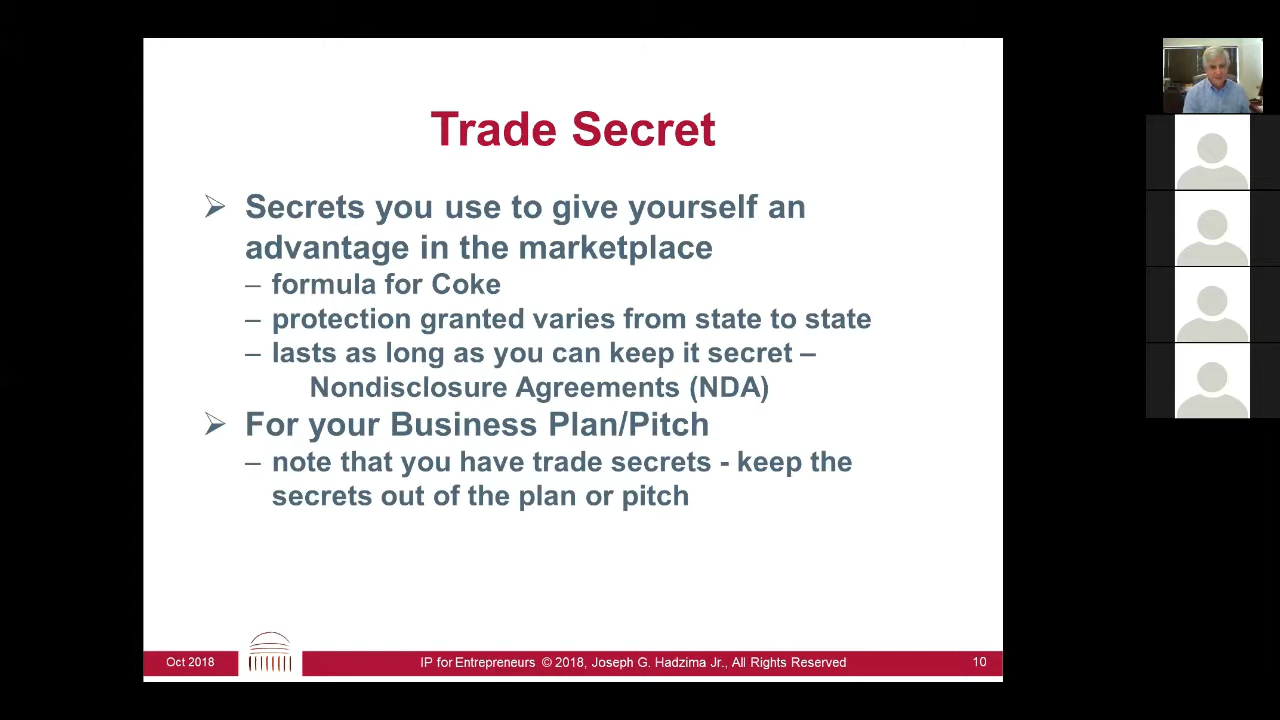 Trade Secret
➢ Secrets you use to give yourself an
advantage in the marketplace
– formula for Coke
– protection granted varies from state to state
– lasts as long as you can keep it secret –
Nondisclosure Agreements (NDA)
➢ For your Business Plan/Pitch
– note that you have trade secrets - keep the
secrets out of the plan or pitch
Oct 2018 IP for Entrepreneurs © 2018, Joseph G. Hadzima Jr., All Rights Reserved 10